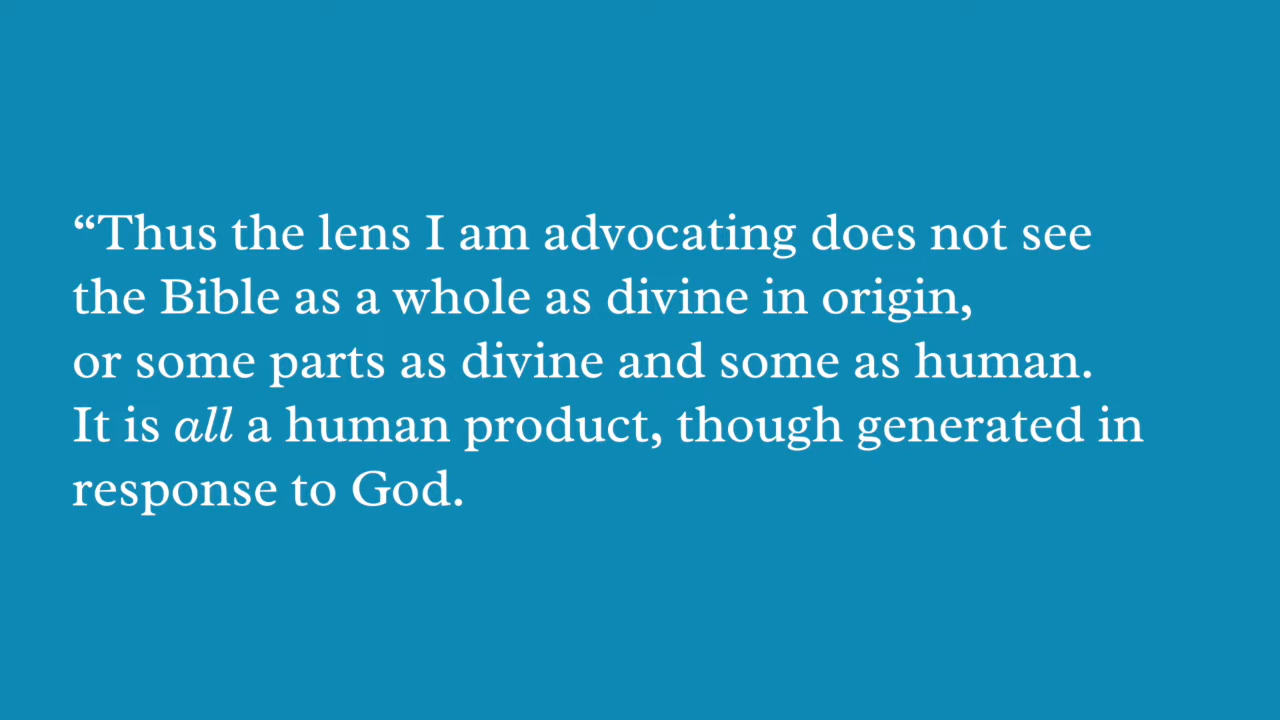 “Thus the lens I am advocating does not see
the Bible as a whole as divine in origin,
or some parts as divine and some as human.
It is all a human product, though generated in
response to God.